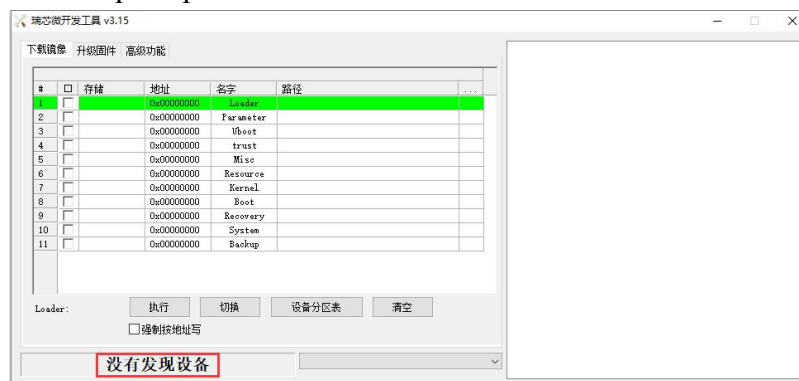 瑞芯微开发工具 v3.15
下载镜像 升级固件 高级功能
# 存储 地址 名字 路径 ...
1 0x00000000 Loader
2 0x00000000 Parameter
3 0x00000000 Uboot
4 0x00000000 trust
5 0x00000000 Misc
6 0x00000000 Resource
7 0x00000000 Kernel
8 0x00000000 Boot
9 0x00000000 Recovery
10 0x00000000 System
11 0x00000000 Backup
Loader: 执行 切换 设备分区表 清空
强制按地址写
没有发现设备